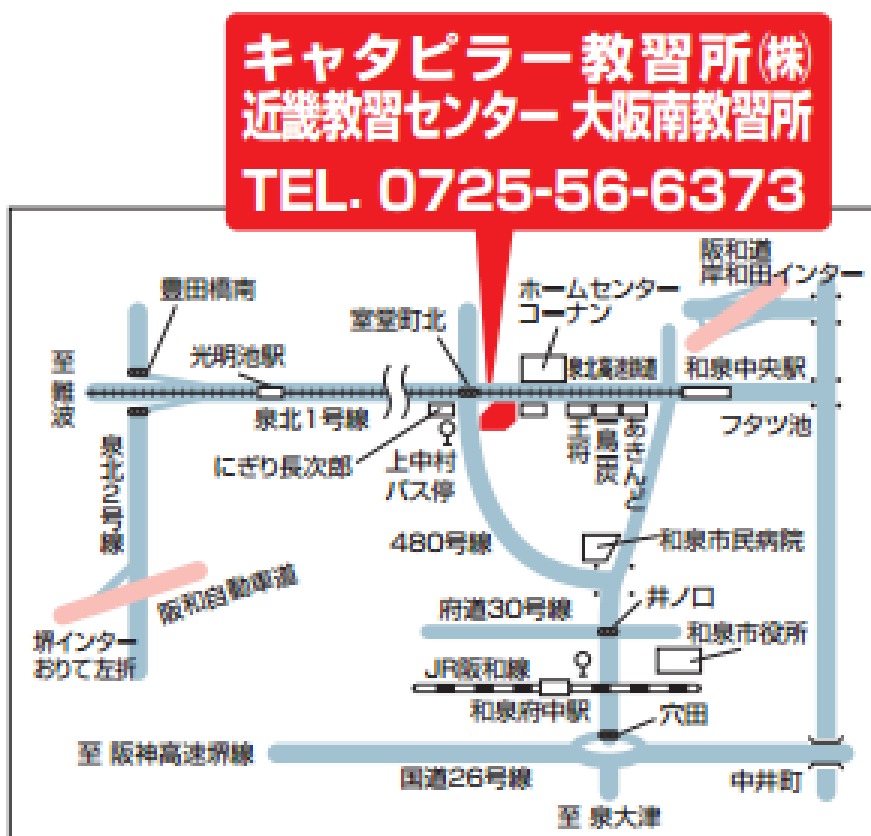 キャタピラー教習所㈱
近畿教習センター 大阪南教習所
TEL. 0725-56-6373
阪和道
岸和田インター
豊田橋南
ホームセンター
コーナン
室堂町北
光明池駅
至 難波
泉北高速鉄道
和泉中央駅
泉北1号線
フタツ池
にぎり長次郎
上中村
バス停
王将
鳥炭
あきんど
泉北2号線
480号線
和泉市民病院
阪和自動車道
府道30号線
井ノ口
和泉市役所
堺インター
おりて左折
JR阪和線
和泉府中駅
穴田
至 阪神高速堺線
国道26号線
中井町
至 泉大津